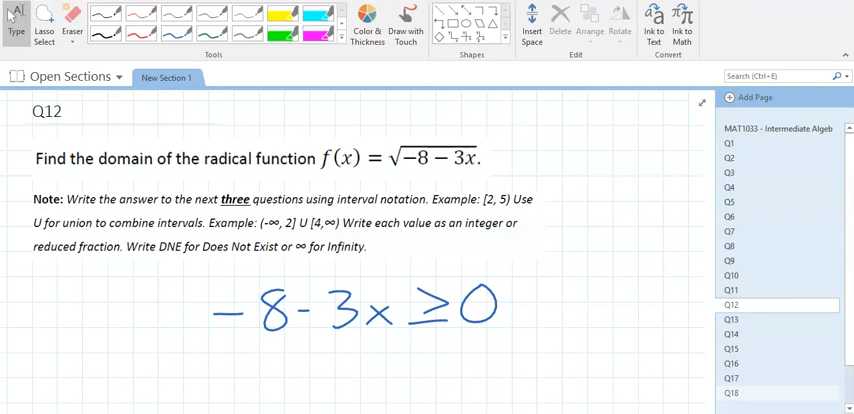 Type
Lasso Select
Eraser
Color & Thickness
Draw with Touch
Insert Space
Delete
Arrange
Rotate
Ink to Text
Ink to Math
Tools
Shapes
Edit
Convert
Open Sections
New Section 1
Search (Ctrl+E)
Q12
Find the domain of the radical function f(x) = √(−8 − 3x).
Note: Write the answer to the next three questions using interval notation. Example: [2, 5) Use
U for union to combine intervals. Example: (-∞, 2] U [4,∞) Write each value as an integer or
reduced fraction. Write DNE for Does Not Exist or ∞ for Infinity.
−8 − 3x ≥ 0
Add Page
MAT1033 - Intermediate Algeb
Q1
Q2
Q3
Q4
Q5
Q6
Q7
Q8
Q9
Q10
Q11
Q12
Q13
Q14
Q15
Q16
Q17
Q18